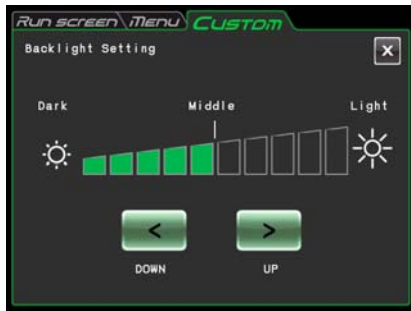 Run screen Menu Custom
Backlight Setting
X
Dark Middle Light
< >
DOWN UP